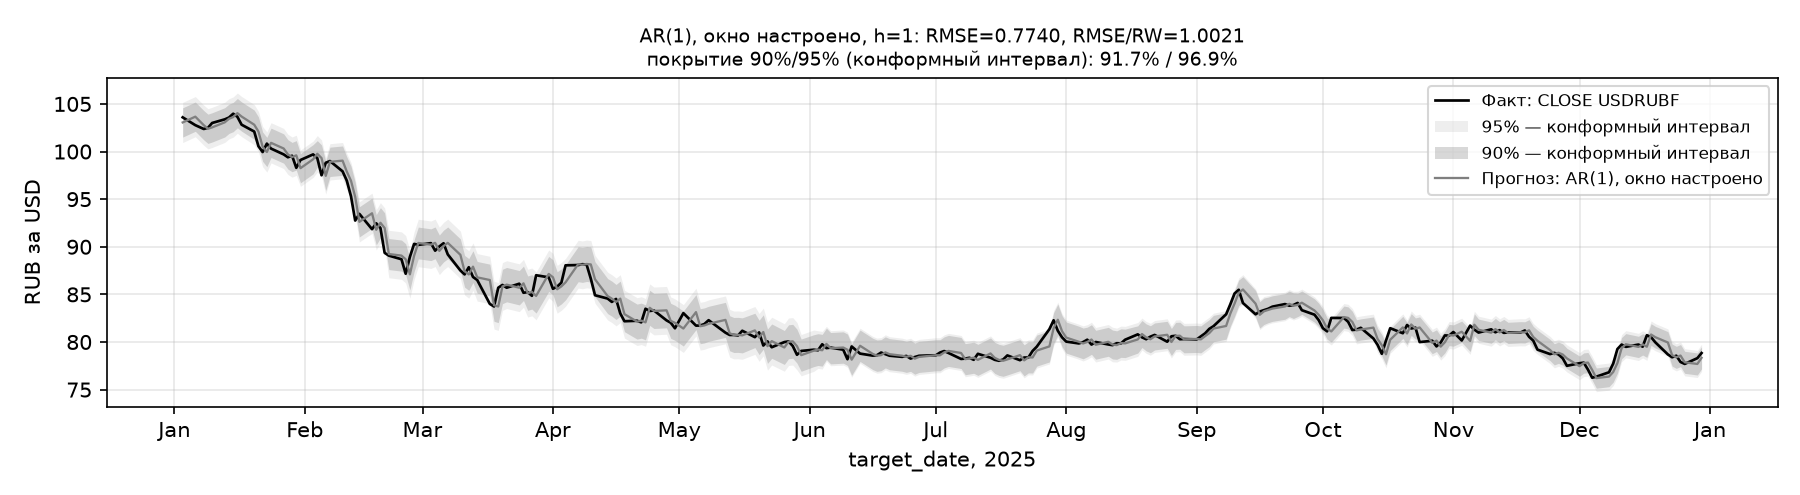 AR(1), окно настроено, h=1: RMSE=0.7740, RMSE/RW=1.0021
покрытие 90%/95% (конформный интервал): 91.7% / 96.9%
Факт: CLOSE USDRUBF
95% — конформный интервал
90% — конформный интервал
Прогноз: AR(1), окно настроено
RUB за USD
105
100
95
90
85
80
75
Jan Feb Mar Apr May Jun Jul Aug Sep Oct Nov Dec Jan
target_date, 2025